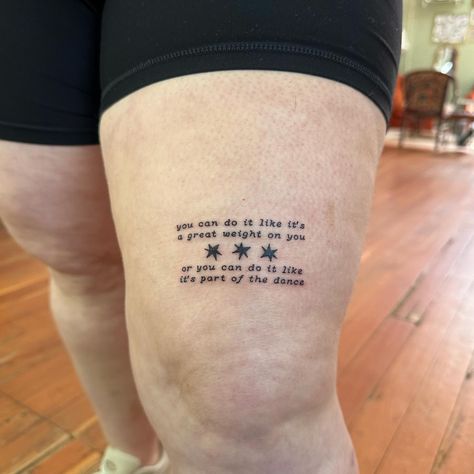 you can do it like it's
a great weight on you
or you can do it like
it's part of the dance